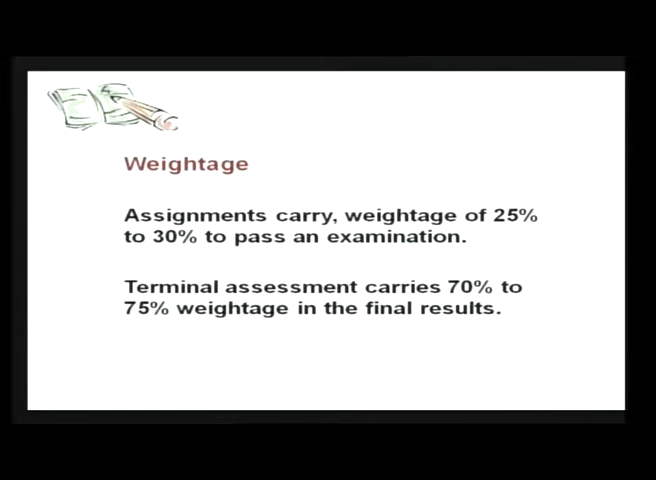 Weightage
Assignments carry, weightage of 25%
to 30% to pass an examination.
Terminal assessment carries 70% to
75% weightage in the final results.